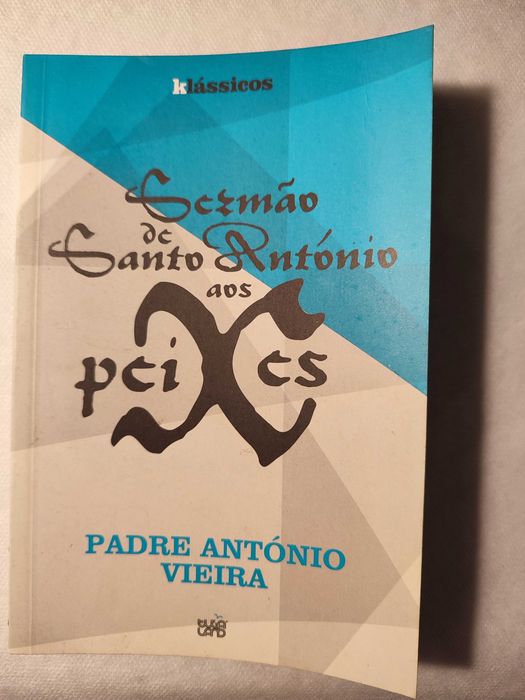 klássicos
Sermão
de
Santo António
aos
peixes
PADRE ANTÓNIO
VIEIRA